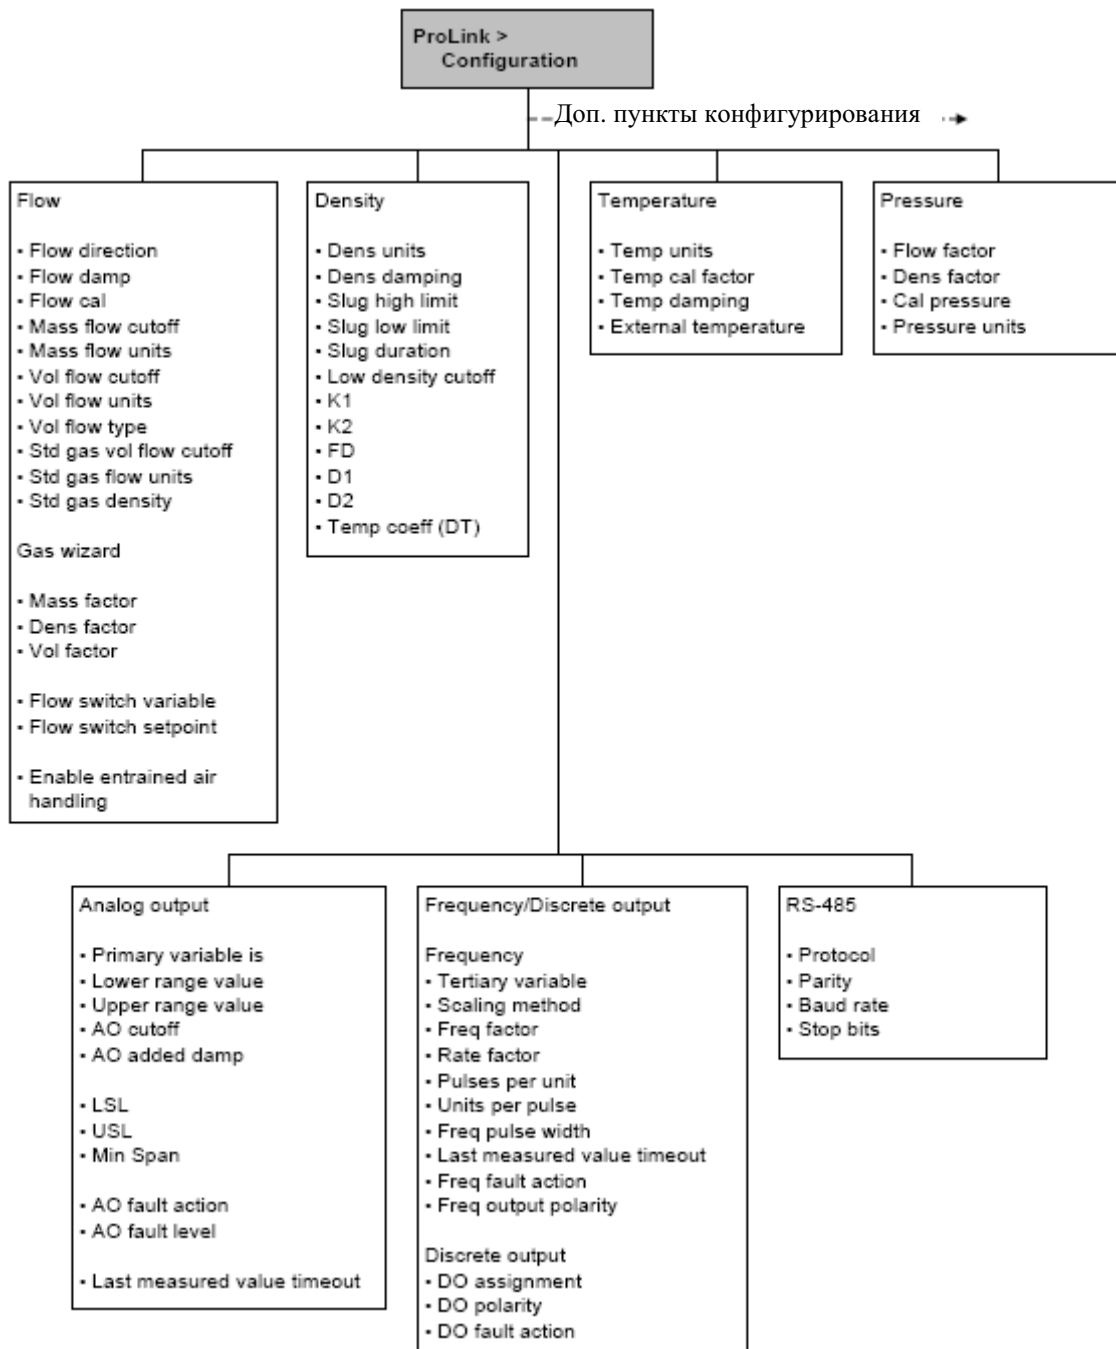 ProLink >
Configuration
Доп. пункты конфигурирования
Flow
▪ Flow direction
▪ Flow damp
▪ Flow cal
▪ Mass flow cutoff
▪ Mass flow units
▪ Vol flow cutoff
▪ Vol flow units
▪ Vol flow type
▪ Std gas vol flow cutoff
▪ Std gas flow units
▪ Std gas density
Gas wizard
▪ Mass factor
▪ Dens factor
▪ Vol factor
▪ Flow switch variable
▪ Flow switch setpoint
▪ Enable entrained air
handling
Density
▪ Dens units
▪ Dens damping
▪ Slug high limit
▪ Slug low limit
▪ Slug duration
▪ Low density cutoff
▪ K1
▪ K2
▪ FD
▪ D1
▪ D2
▪ Temp coeff (DT)
Temperature
▪ Temp units
▪ Temp cal factor
▪ Temp damping
▪ External temperature
Pressure
▪ Flow factor
▪ Dens factor
▪ Cal pressure
▪ Pressure units
Analog output
▪ Primary variable is
▪ Lower range value
▪ Upper range value
▪ AO cutoff
▪ AO added damp
▪ LSL
▪ USL
▪ Min Span
▪ AO fault action
▪ AO fault level
▪ Last measured value timeout
Frequency/Discrete output
Frequency
▪ Tertiary variable
▪ Scaling method
▪ Freq factor
▪ Rate factor
▪ Pulses per unit
▪ Units per pulse
▪ Freq pulse width
▪ Last measured value timeout
▪ Freq fault action
▪ Freq output polarity
Discrete output
▪ DO assignment
▪ DO polarity
▪ DO fault action
RS-485
▪ Protocol
▪ Parity
▪ Baud rate
▪ Stop bits